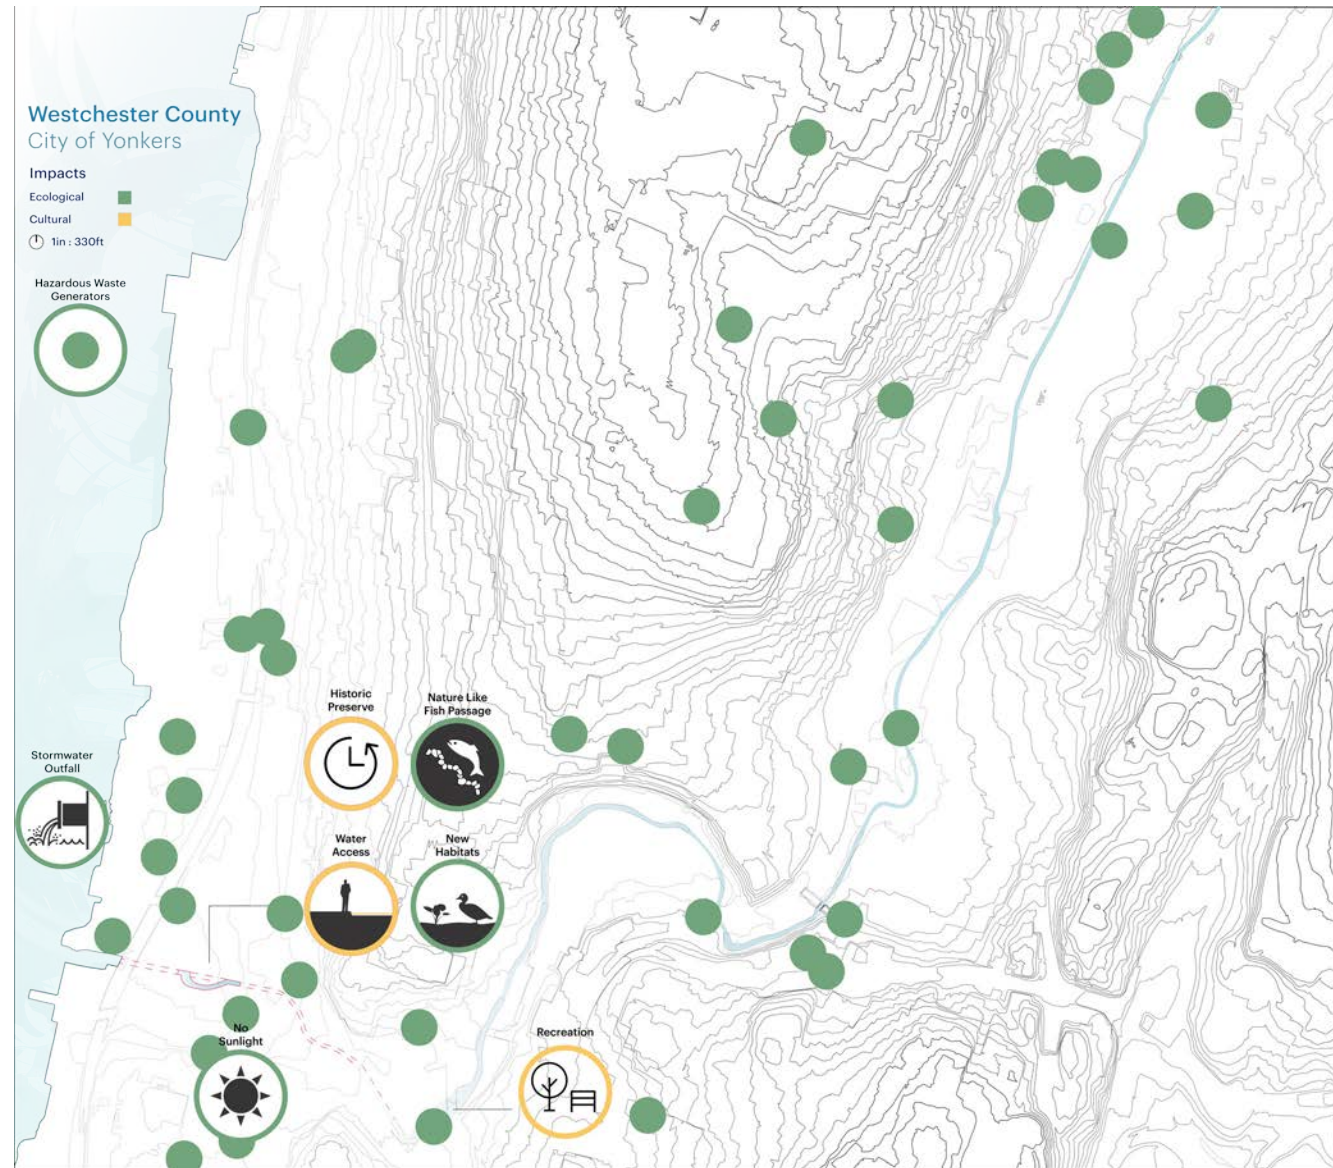 Westchester County
City of Yonkers
Impacts
Ecological
Cultural
1in : 330ft
Hazardous Waste
Generators
Historic
Preserve
Nature Like
Fish Passage
Stormwater
Outfall
Water
Access
New
Habitats
No
Sunlight
Recreation